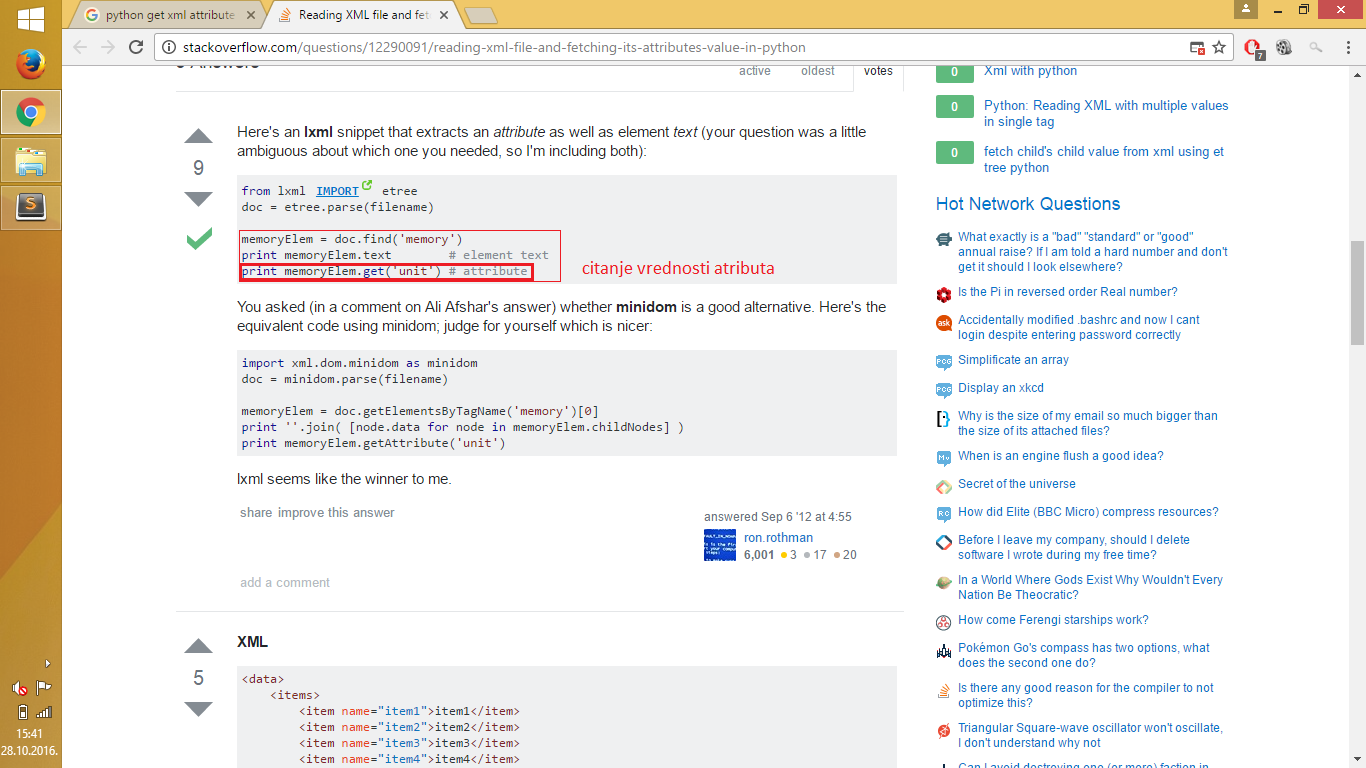 python get xml attribute
Reading XML file and fet
stackoverflow.com/questions/12290091/reading-xml-file-and-fetching-its-attributes-value-in-python
7
active oldest votes
Here's an lxml snippet that extracts an attribute as well as element text (your question was a little
ambiguous about which one you needed, so I'm including both):
9
from lxml IMPORT etree
doc = etree.parse(filename)
memoryElem = doc.find('memory')
print memoryElem.text # element text
print memoryElem.get('unit') # attribute
citanje vrednosti atributa
You asked (in a comment on Ali Afshar's answer) whether minidom is a good alternative. Here's the
equivalent code using minidom; judge for yourself which is nicer:
import xml.dom.minidom as minidom
doc = minidom.parse(filename)
memoryElem = doc.getElementsByTagName('memory')[0]
print ''.join( [node.data for node in memoryElem.childNodes] )
print memoryElem.getAttribute('unit')
lxml seems like the winner to me.
share improve this answer
answered Sep 6 '12 at 4:55
ron.rothman
6,001 3 17 20
add a comment
XML
5
<data>
<items>
<item name="item1">item1</item>
<item name="item2">item2</item>
<item name="item3">item3</item>
<item name="item4">item4</item>
0 Xml with python
0 Python: Reading XML with multiple values
in single tag
0 fetch child's child value from xml using et
tree python
Hot Network Questions
What exactly is a "bad" "standard" or "good"
annual raise? If I am told a hard number and don't
get it should I look elsewhere?
Is the Pi in reversed order Real number?
ask Accidentally modified .bashrc and now I cant
login despite entering password correctly
PCG Simplificate an array
PCG Display an xkcd
Why is the size of my email so much bigger than
the size of its attached files?
Mv When is an engine flush a good idea?
Secret of the universe
RC How did Elite (BBC Micro) compress resources?
Before I leave my company, should I delete
software I wrote during my free time?
In a World Where Gods Exist Why Wouldn't Every
Nation Be Theocratic?
How come Ferengi starships work?
Pokémon Go's compass has two options, what
does the second one do?
Is there any good reason for the compiler to not
optimize this?
Triangular Square-wave oscillator won't oscillate,
I don't understand why not
Can I avoid destroying one (or more) faction in
15:41
28.10.2016.